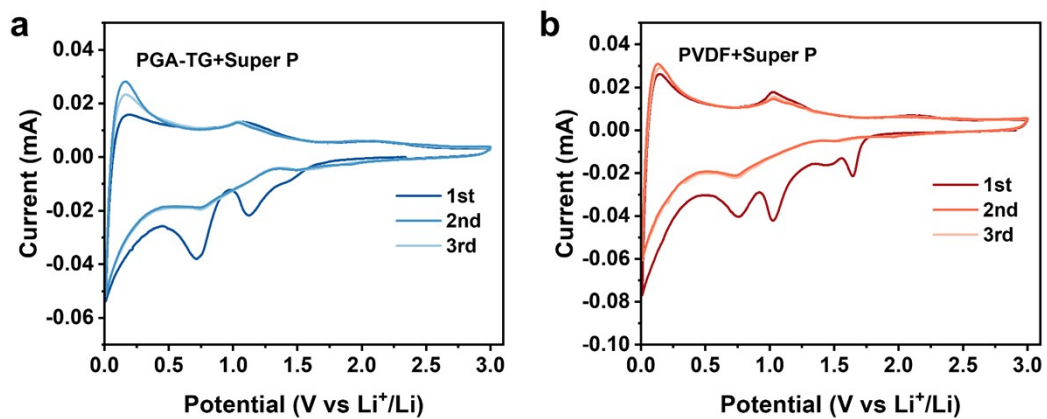 a
PGA-TG+Super P
Current (mA)
0.04
0.02
0.00
-0.02
-0.04
-0.06
1st
2nd
3rd
0.0 0.5 1.0 1.5 2.0 2.5 3.0
Potential (V vs Li⁺/Li)
b
PVDF+Super P
Current (mA)
0.04
0.02
0.00
-0.02
-0.04
-0.06
-0.08
-0.10
1st
2nd
3rd
0.0 0.5 1.0 1.5 2.0 2.5 3.0
Potential (V vs Li⁺/Li)